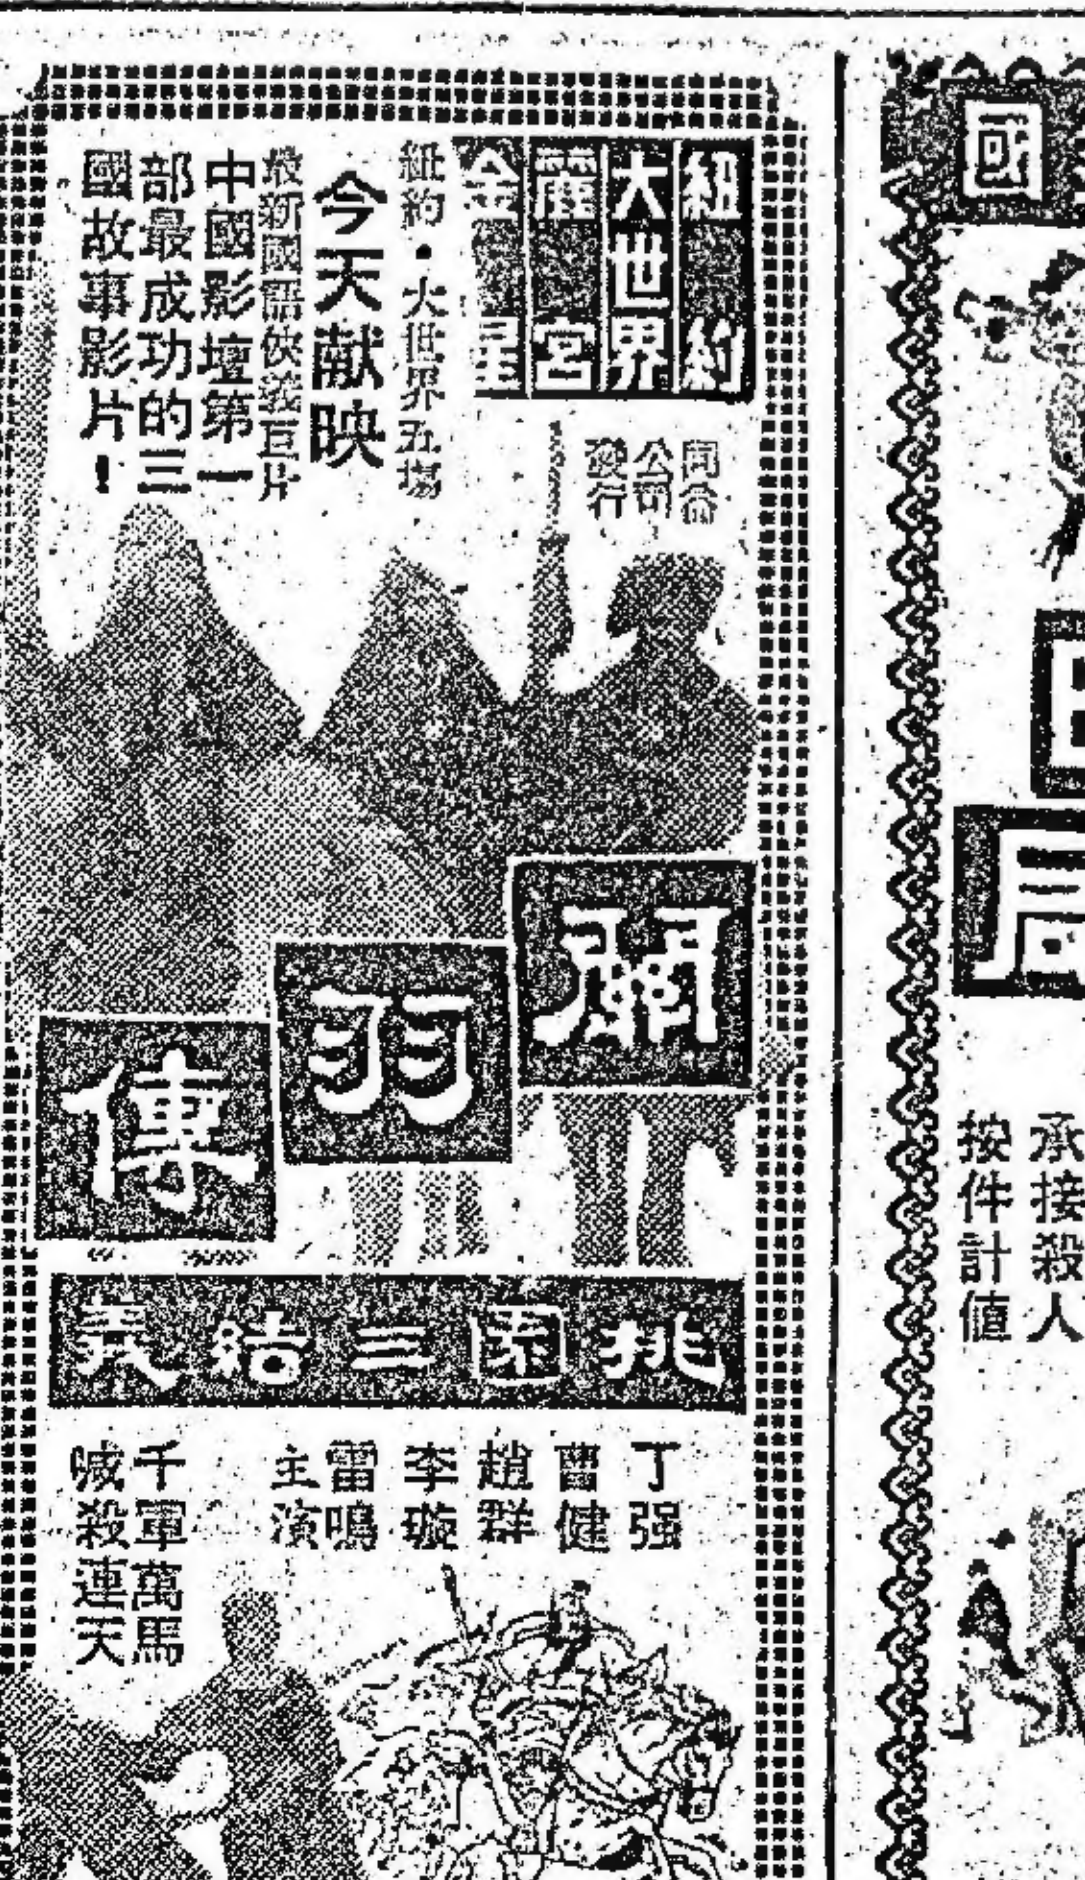 紐約
大世界
麗宮
金星
公司
發行
紐約·大世界五場
今天献映
最新國語俠義巨片
中國影壇第一
部最成功的三
國故事影片!
關羽傳
桃園三結義
丁强
曹健
趙群
李璇
雷鳴
主演
千軍萬馬
喊殺連天
國
局
承接殺人
按件計值